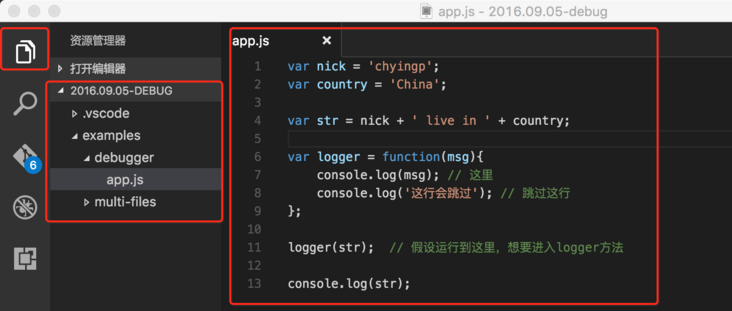 app.js - 2016.09.05-debug
资源管理器
打开编辑器
2016.09.05-DEBUG
.vscode
examples
debugger
app.js
multi-files
6
app.js ×
1 var nick = 'chyingp';
2 var country = 'China';
3
4 var str = nick + ' live in ' + country;
5
6 var logger = function(msg){
7 console.log(msg); // 这里
8 console.log('这行会跳过'); // 跳过这行
9 };
10
11 logger(str);  // 假设运行到这里，想要进入logger方法
12
13 console.log(str);